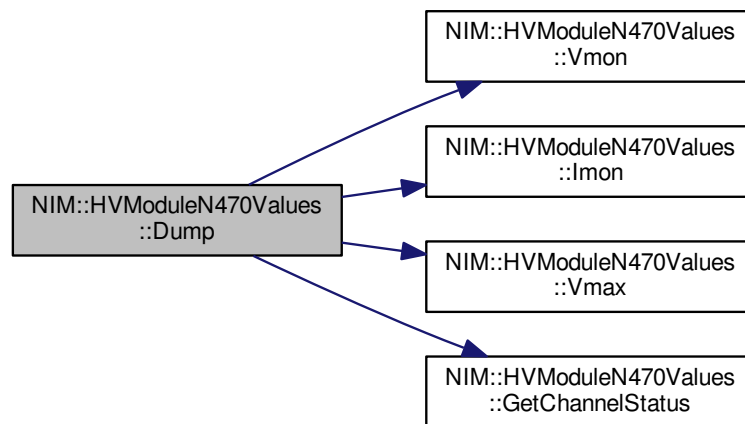 NIM::HVModuleN470Values
::Vmon
NIM::HVModuleN470Values
::Imon
NIM::HVModuleN470Values
::Dump
NIM::HVModuleN470Values
::Vmax
NIM::HVModuleN470Values
::GetChannelStatus